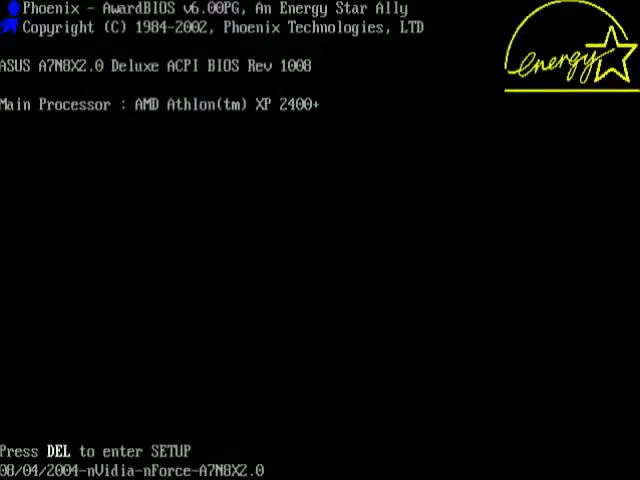 Phoenix - AwardBIOS v6.00PG, An Energy Star Ally
Copyright (C) 1984-2002, Phoenix Technologies, LTD
energy
ASUS A7N8X2.0 Deluxe ACPI BIOS Rev 1008
Main Processor : AMD Athlon(tm) XP 2400+
Press DEL to enter SETUP
08/04/2004-nVidia-nForce-A7N8X2.0